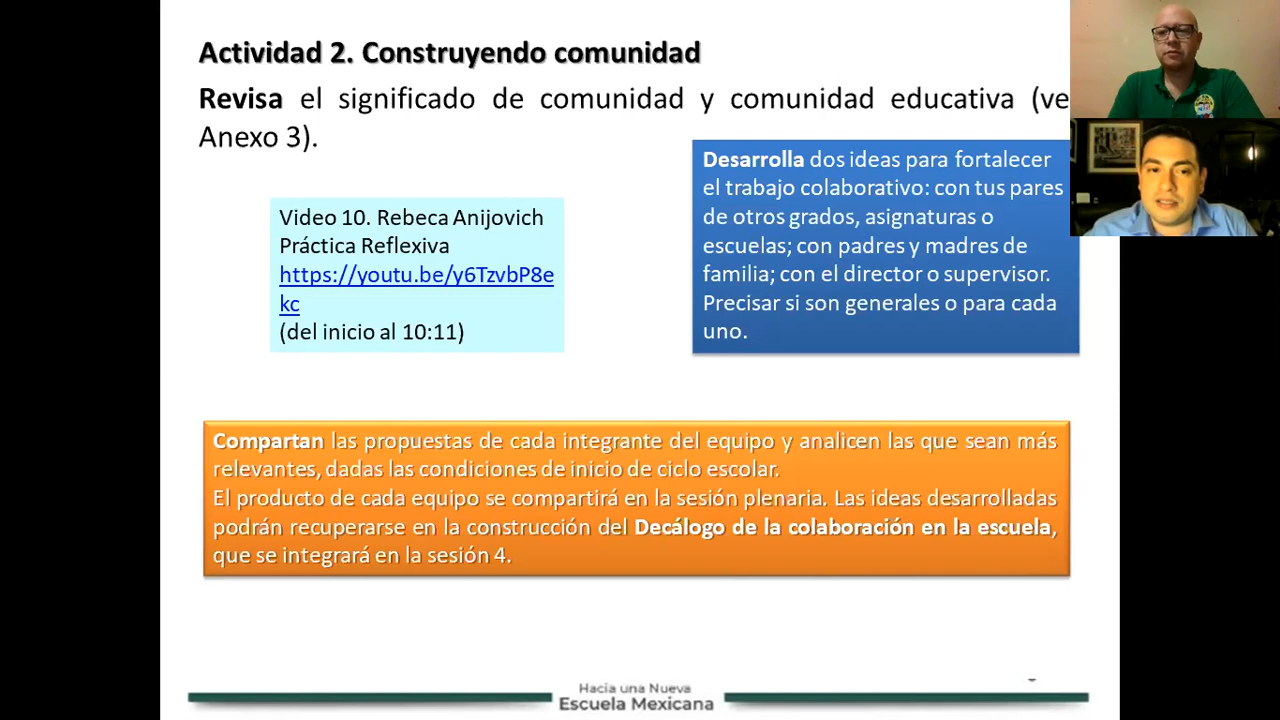 Actividad 2. Construyendo comunidad
Revisa el significado de comunidad y comunidad educativa (ve
Anexo 3).
Desarrolla dos ideas para fortalecer
el trabajo colaborativo: con tus pares
de otros grados, asignaturas o
escuelas; con padres y madres de
familia; con el director o supervisor.
Precisar si son generales o para cada
uno.
Video 10. Rebeca Anijovich
Práctica Reflexiva
https://youtu.be/y6TzvbP8e
kc
(del inicio al 10:11)
Compartan las propuestas de cada integrante del equipo y analicen las que sean más
relevantes, dadas las condiciones de inicio de ciclo escolar.
El producto de cada equipo se compartirá en la sesión plenaria. Las ideas desarrolladas
podrán recuperarse en la construcción del Decálogo de la colaboración en la escuela,
que se integrará en la sesión 4.
Hacia una Nueva
Escuela Mexicana